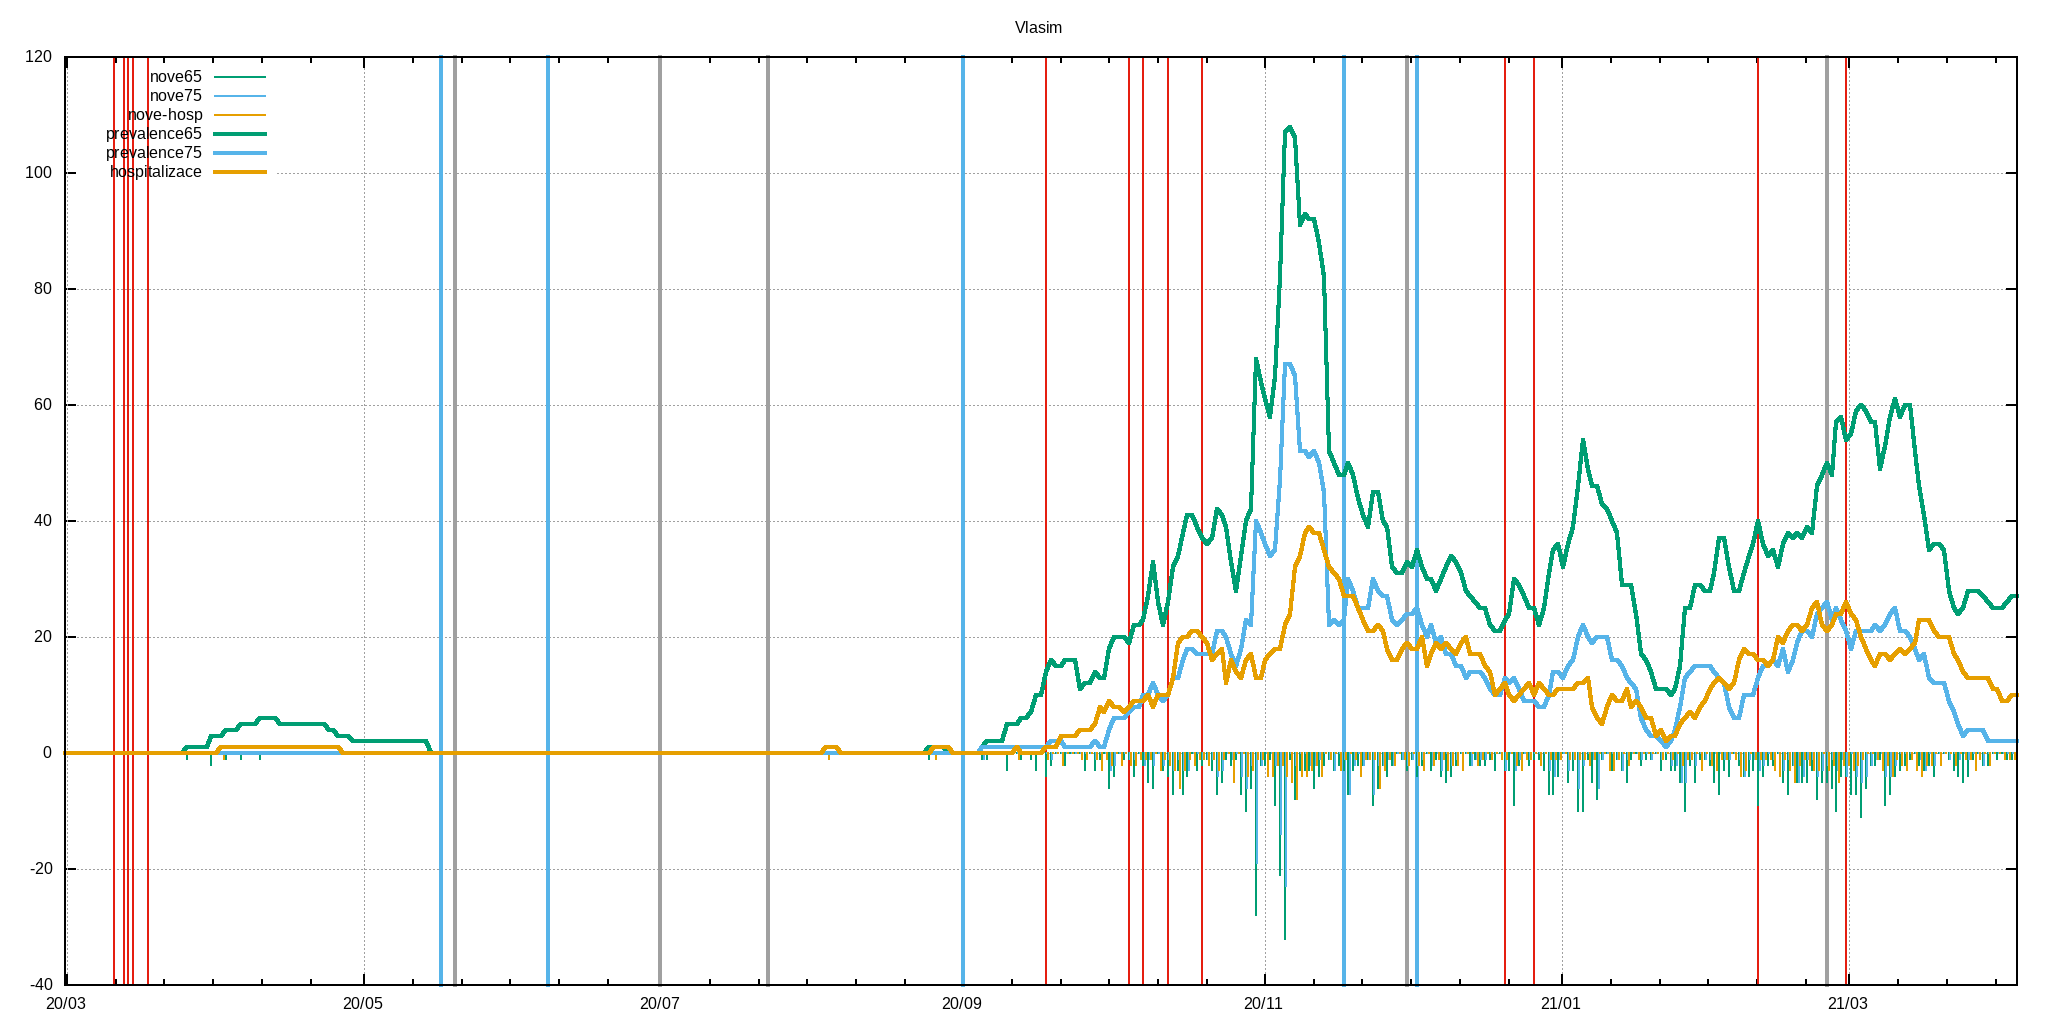 Vlasim
120
100
80
60
40
20
0
-20
-40
nove65
nove75
nove-hosp
prevalence65
prevalence75
hospitalizace
20/03 20/05 20/07 20/09 20/11 21/01 21/03